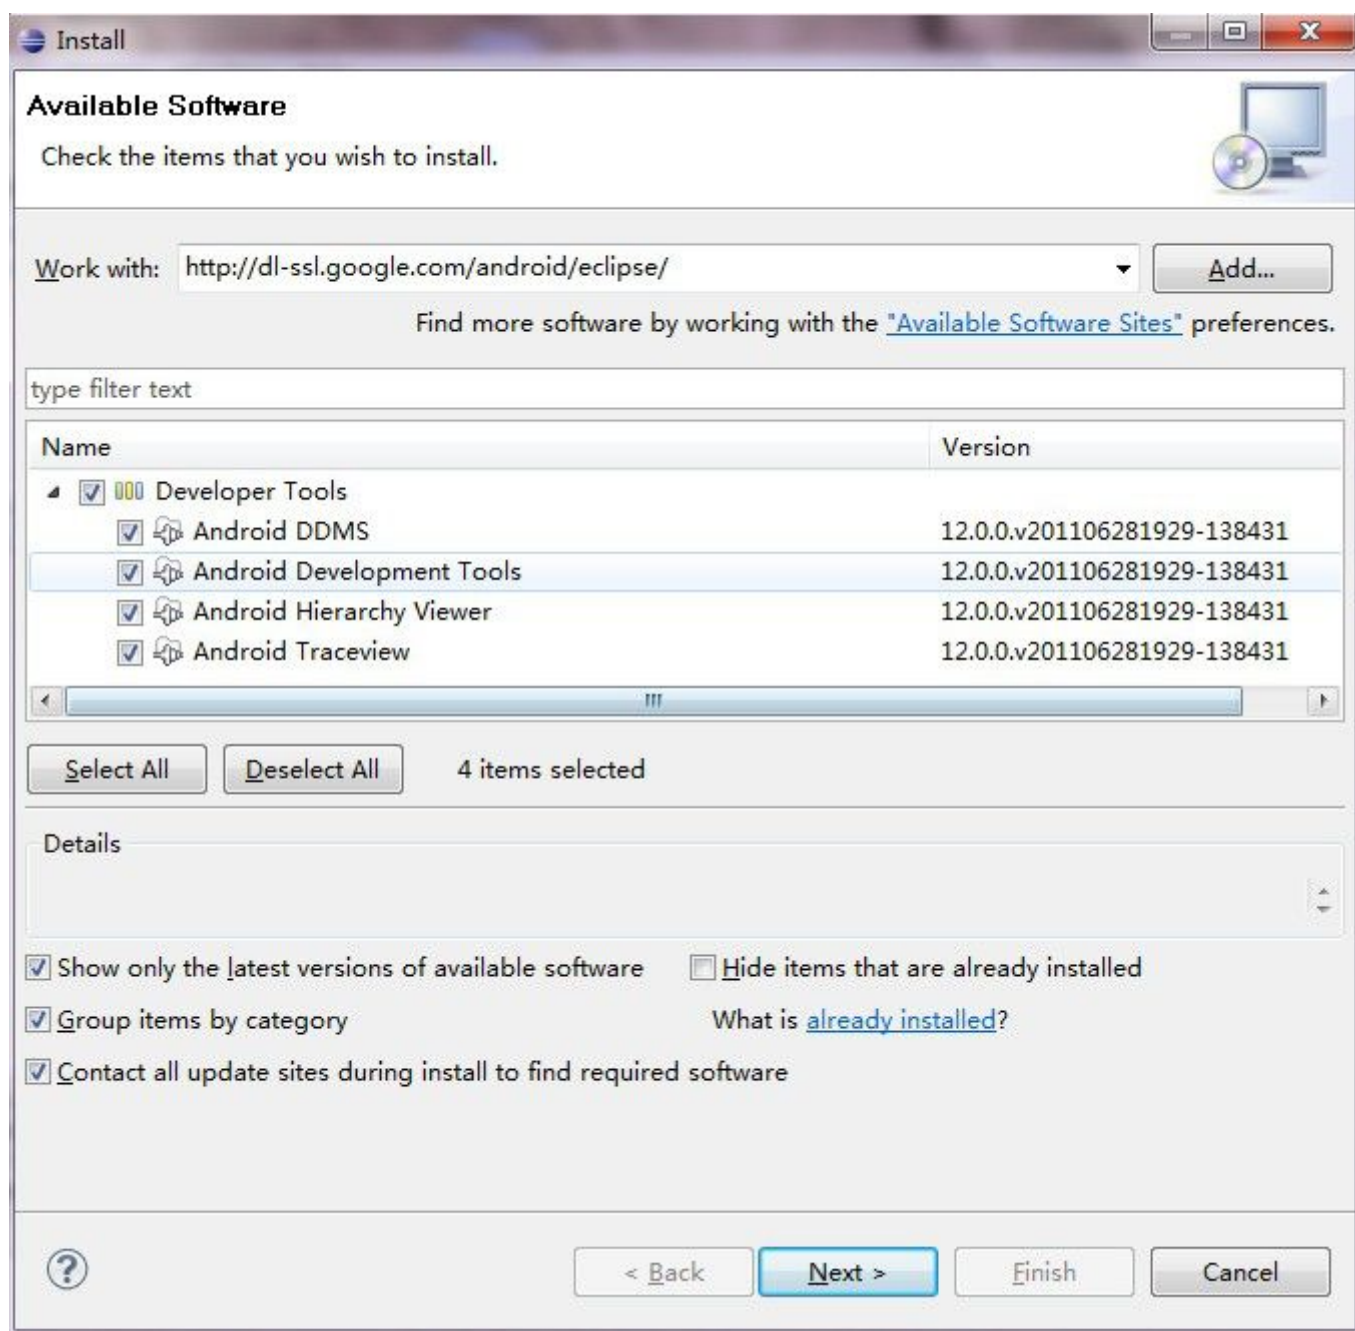 Install
Available Software
Check the items that you wish to install.
Work with: http://dl-ssl.google.com/android/eclipse/ Add...
Find more software by working with the "Available Software Sites" preferences.
type filter text
Name Version
Developer Tools
Android DDMS 12.0.0.v201106281929-138431
Android Development Tools 12.0.0.v201106281929-138431
Android Hierarchy Viewer 12.0.0.v201106281929-138431
Android Traceview 12.0.0.v201106281929-138431
Select All Deselect All 4 items selected
Details
Show only the latest versions of available software Hide items that are already installed
Group items by category What is already installed?
Contact all update sites during install to find required software
? < Back Next > Finish Cancel